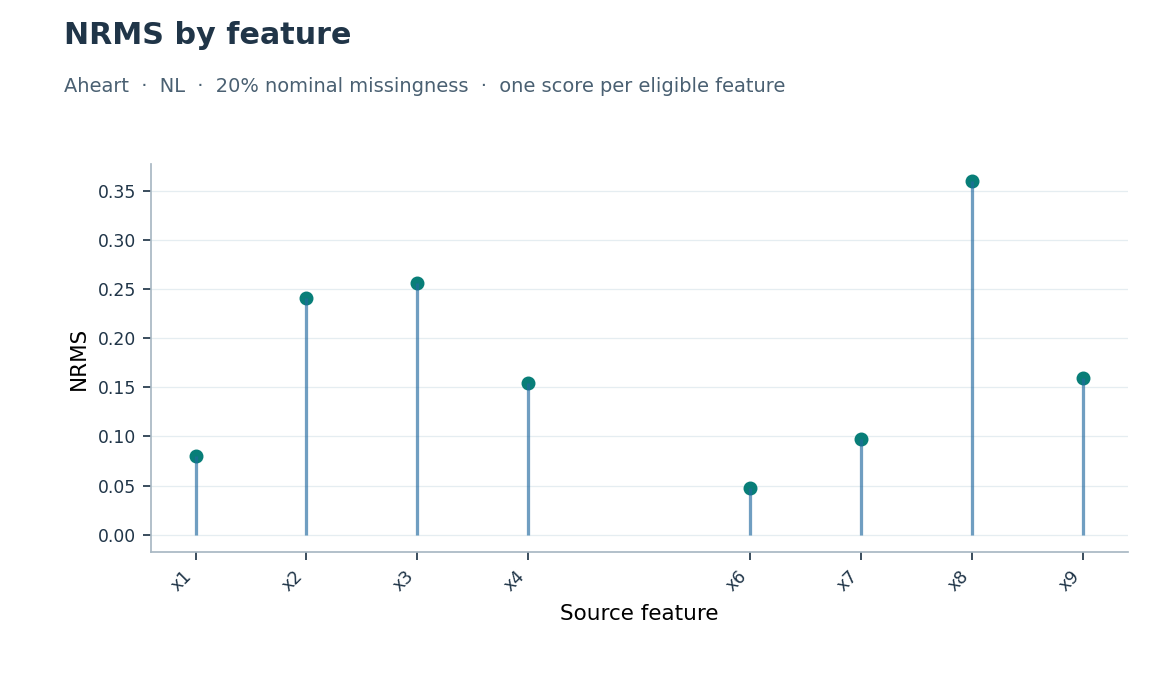 NRMS by feature
Aheart · NL · 20% nominal missingness · one score per eligible feature
0.35
0.30
0.25
0.20
0.15
0.10
0.05
0.00
NRMS
x1 x2 x3 x4 x6 x7 x8 x9
Source feature